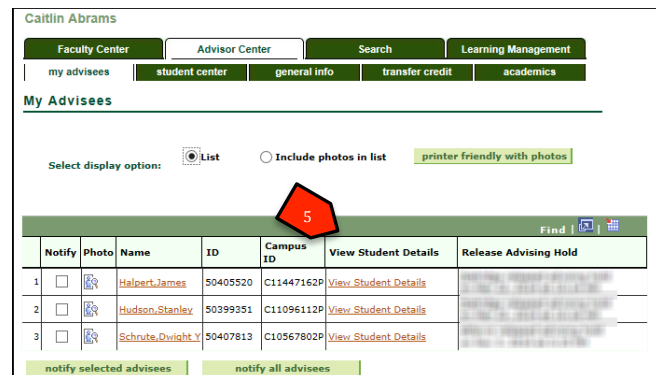 Caitlin Abrams
Faculty Center Advisor Center Search Learning Management
my advisees student center general info transfer credit academics
My Advisees
Select display option: List Include photos in list printer friendly with photos
5
Find | |
Notify Photo Name ID Campus ID View Student Details Release Advising Hold
1 Halpert,James 50405520 C11447162P View Student Details
2 Hudson,Stanley 50399351 C11096112P View Student Details
3 Schrute,Dwight Y 50407813 C10567802P View Student Details
notify selected advisees notify all advisees